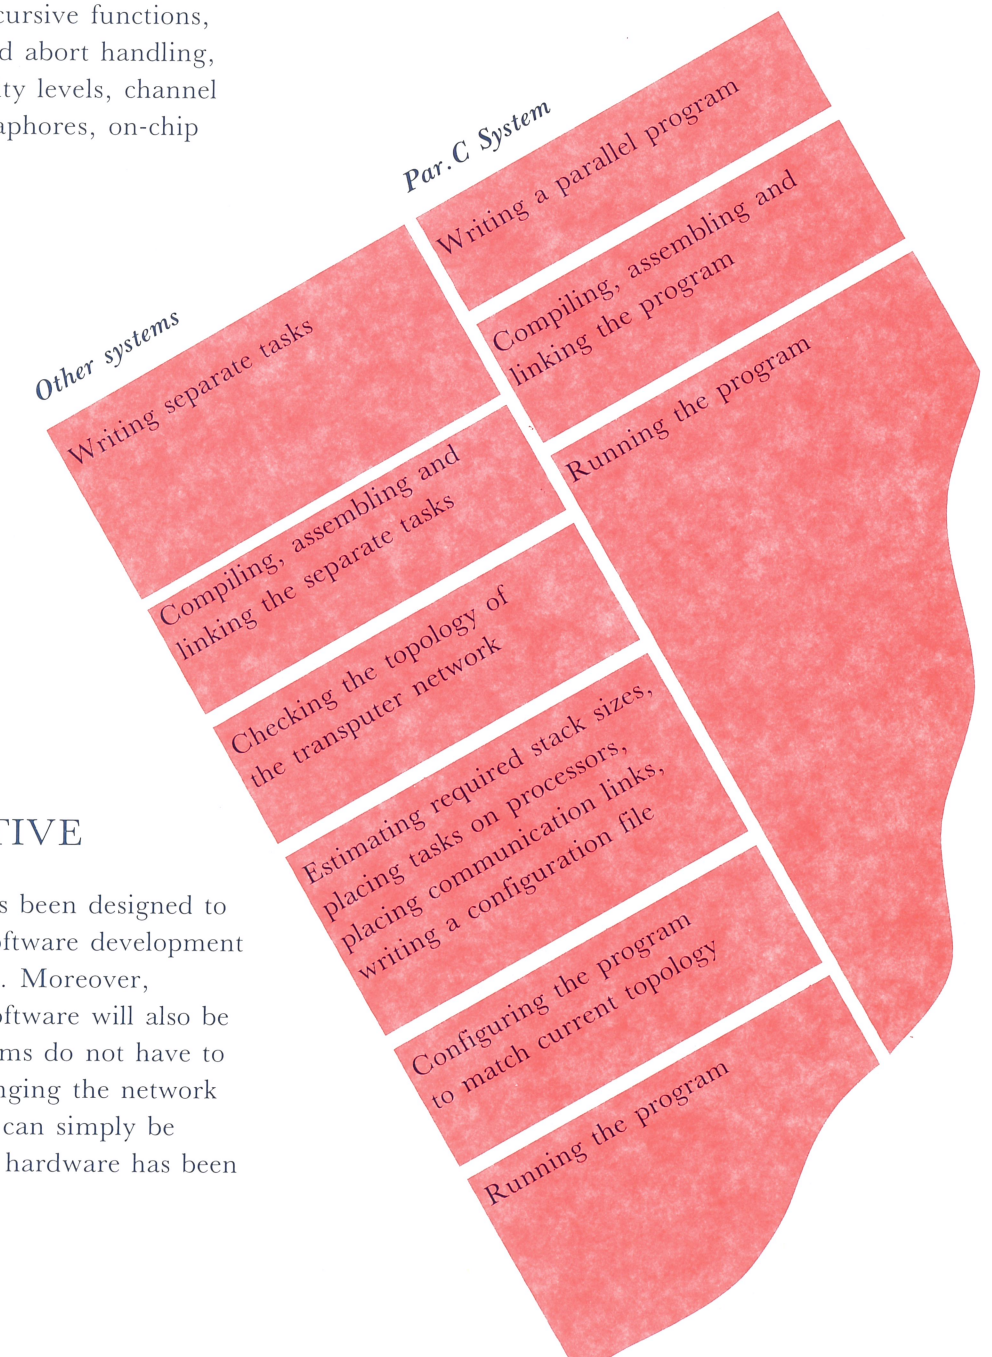 cursive functions,
d abort handling,
ty levels, channel
aphores, on-chip
TIVE
s been designed to
oftware development
. Moreover,
oftware will also be
ms do not have to
nging the network
can simply be
hardware has been
Other systems
Writing separate tasks
Compiling, assembling and
linking the separate tasks
Checking the topology of
the transputer network
Estimating required stack sizes,
placing tasks on processors,
placing communication links,
writing a configuration file
Configuring the program
to match current topology
Running the program
Par.C System
Writing a parallel program
Compiling, assembling and
linking the program
Running the program